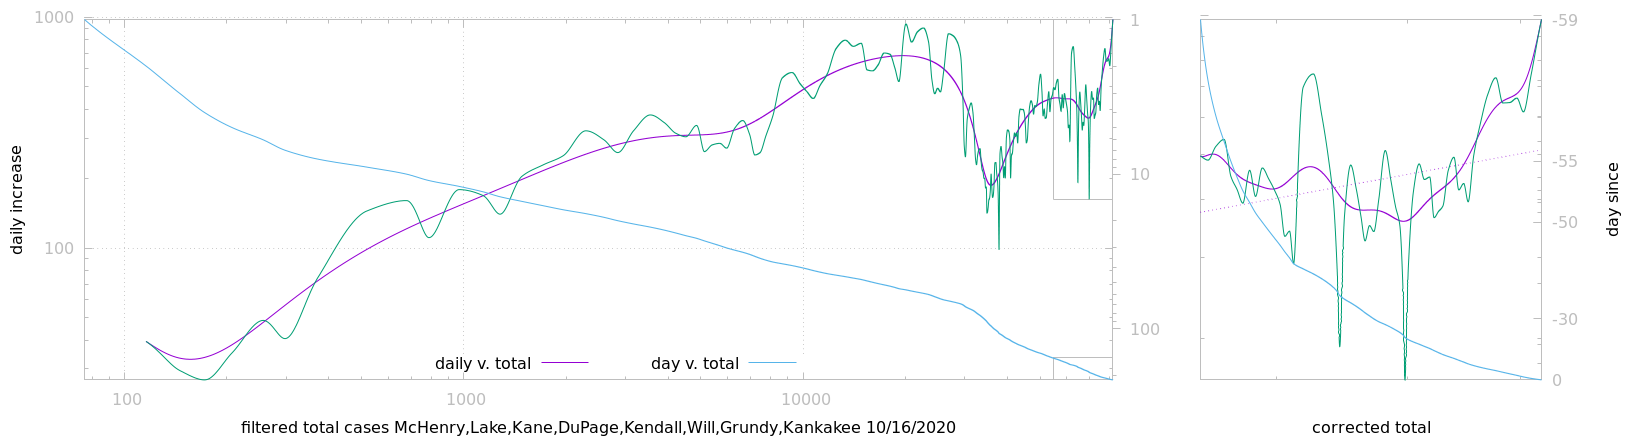 1000
100
daily increase
100
1000
10000
1
10
100
daily v. total
day v. total
filtered total cases McHenry,Lake,Kane,DuPage,Kendall,Will,Grundy,Kankakee 10/16/2020
-59
-55
-50
-30
0
day since
corrected total